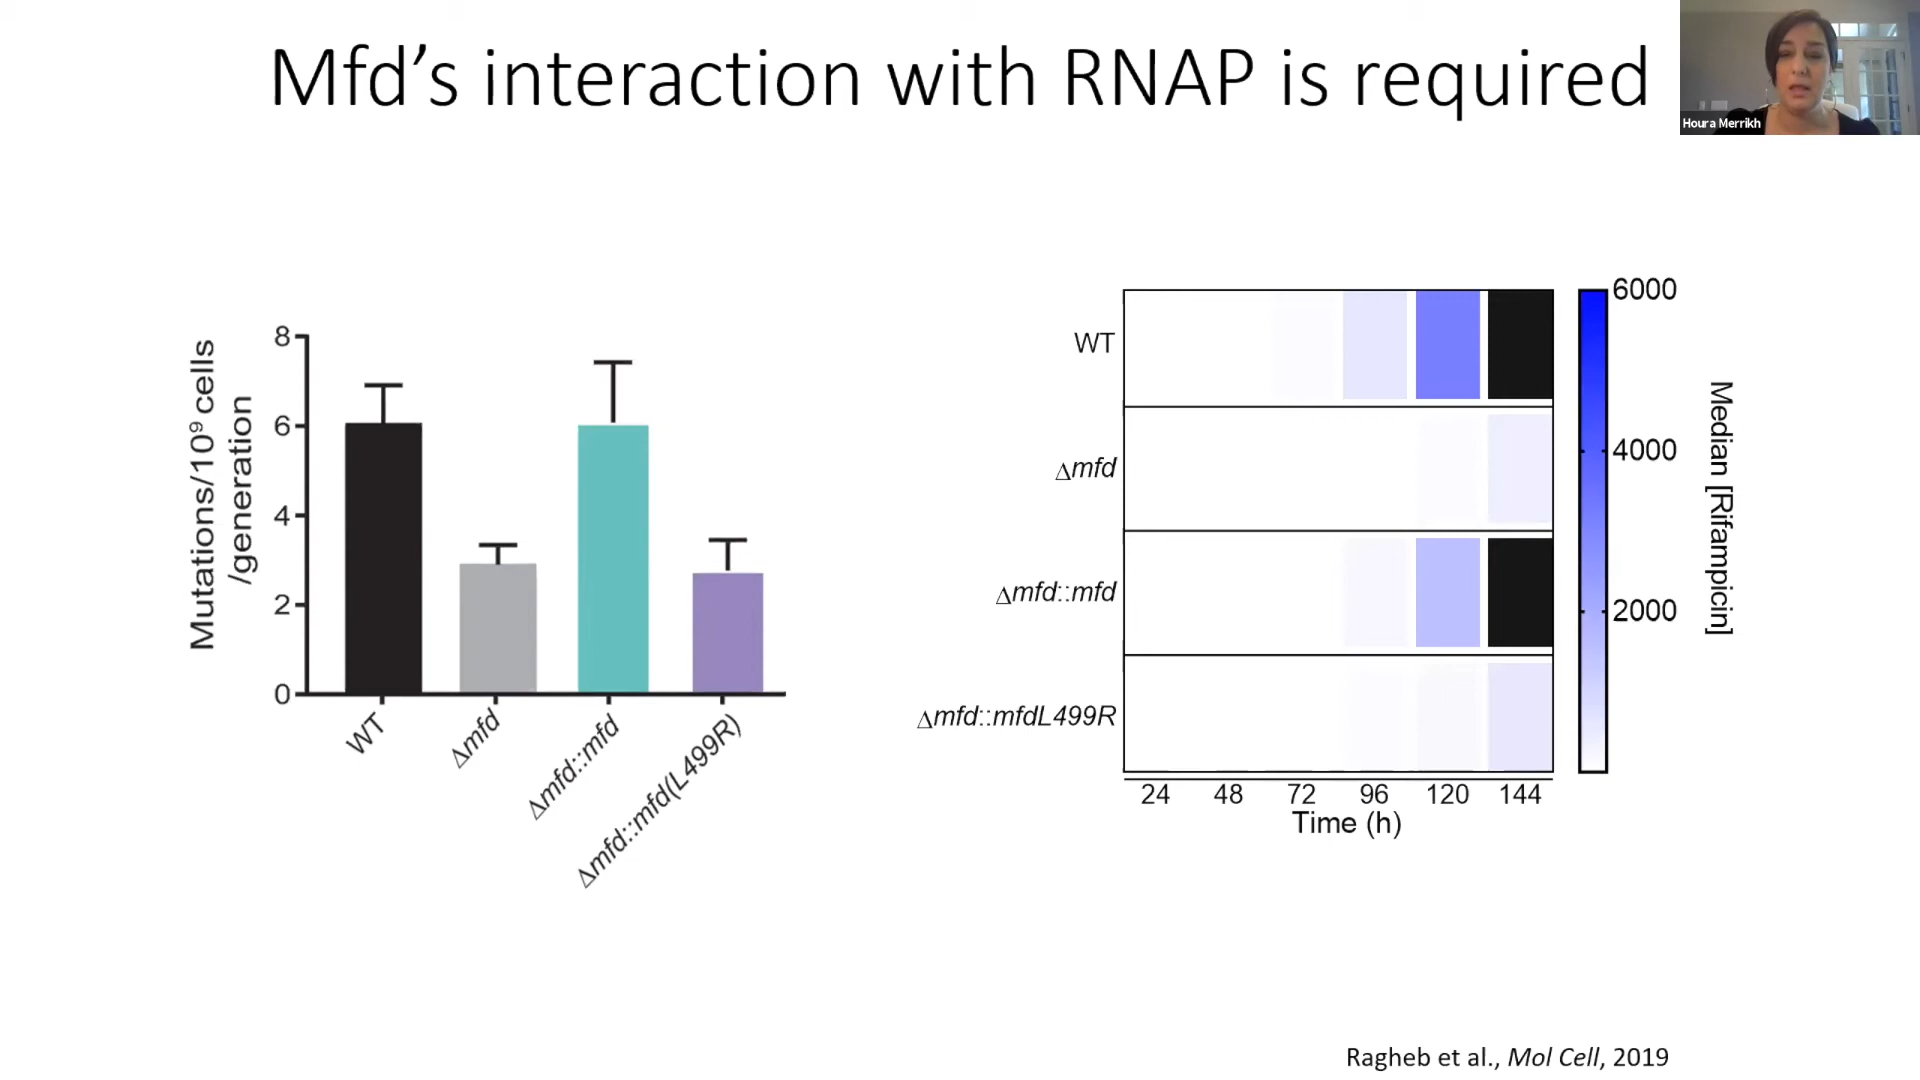 Mfd's interaction with RNAP is required
Houra Merrikh
Mutations/10⁹ cells
/generation
8
6
4
2
0
WT
Δmfd
Δmfd::mfd
Δmfd::mfd(L499R)
WT
Δmfd
Δmfd::mfd
Δmfd::mfdL499R
24 48 72 96 120 144
Time (h)
6000
4000
2000
Median [Rifampicin]
Ragheb et al., Mol Cell, 2019